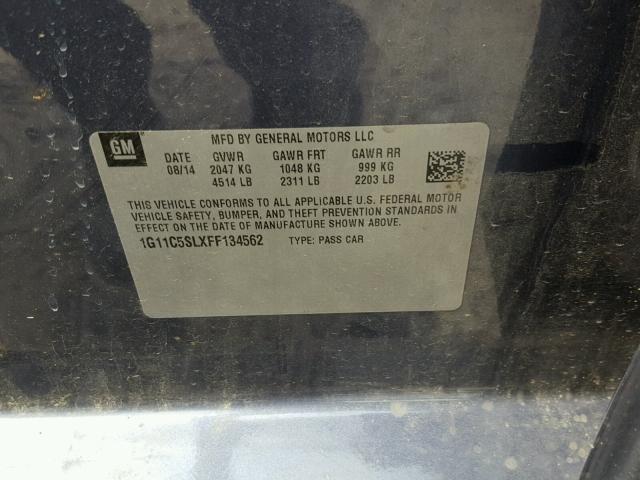 GM MFD BY GENERAL MOTORS LLC
DATE GVWR GAWR FRT GAWR RR
08/14 2047 KG 1048 KG 999 KG
4514 LB 2311 LB 2203 LB
THIS VEHICLE CONFORMS TO ALL APPLICABLE U.S. FEDERAL MOTOR
VEHICLE SAFETY, BUMPER, AND THEFT PREVENTION STANDARDS IN
EFFECT ON THE DATE OF MANUFACTURE SHOWN ABOVE.
1G11C5SLXFF134562 TYPE: PASS CAR